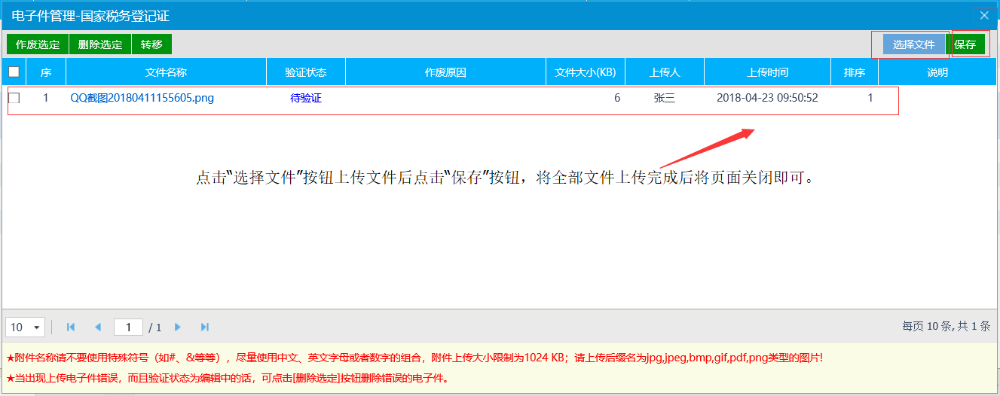 电子件管理-国家税务登记证
作废选定 删除选定 转移 选择文件 保存
序 文件名称 验证状态 作废原因 文件大小(KB) 上传人 上传时间 排序 说明
1 QQ截图20180411155605.png 待验证 6 张三 2018-04-23 09:50:52 1
点击“选择文件”按钮上传文件后点击“保存”按钮，将全部文件上传完成后将页面关闭即可。
10 1 / 1 每页 10 条, 共 1 条
★附件名称请不要使用特殊符号（如#、&等等），尽量使用中文、英文字母或者数字的组合，附件上传大小限制为1024 KB；请上传后缀名为jpg,jpeg,bmp,gif,pdf,png类型的图片!
★当出现上传电子件错误，而且验证状态为编辑中的话，可点击[删除选定]按钮删除错误的电子件。